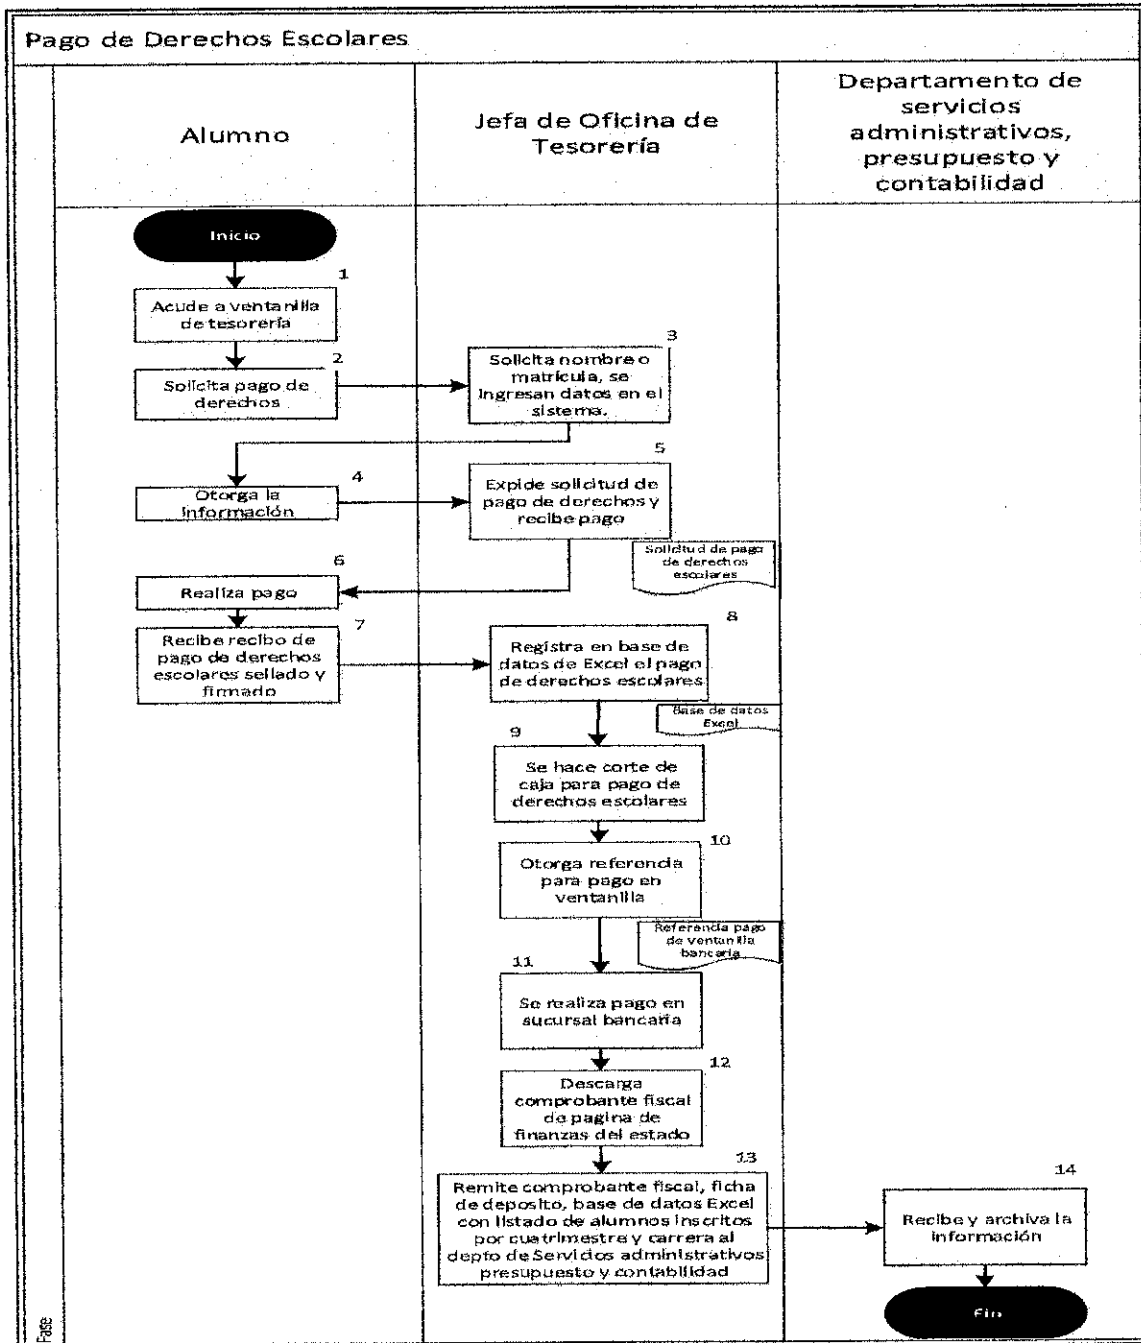 Pago de Derechos Escolares
Alumno
Jefa de Oficina de
Tesorería
Departamento de
servicios
administrativos,
presupuesto y
contabilidad
Inicio
1
Acude a ventanilla
de tesorería
2
Solicita pago de
derechos
3
Solicita nombre o
matrícula, se
ingresan datos en el
sistema.
4
Otorga la
información
5
Expide solicitud de
pago de derechos y
recibe pago
Solicitud de pago
de derechos
escolares
6
Realiza pago
7
Recibe recibo de
pago de derechos
escolares sellado y
firmado
8
Registra en base de
datos de Excel el pago
de derechos escolares
Base de datos
Excel
9
Se hace corte de
caja para pago de
derechos escolares
10
Otorga referencia
para pago en
ventanilla
Referencia pago
de ventanilla
bancaria
11
Se realiza pago en
sucursal bancaria
12
Descarga
comprobante fiscal
de pagina de
finanzas del estado
13
Remite comprobante fiscal, ficha
de deposito, base de datos Excel
con listado de alumnos inscritos
por cuatrimestre y carrera al
depto de Servicios administrativos
presupuesto y contabilidad
14
Recibe y archiva la
información
Fin
Fase